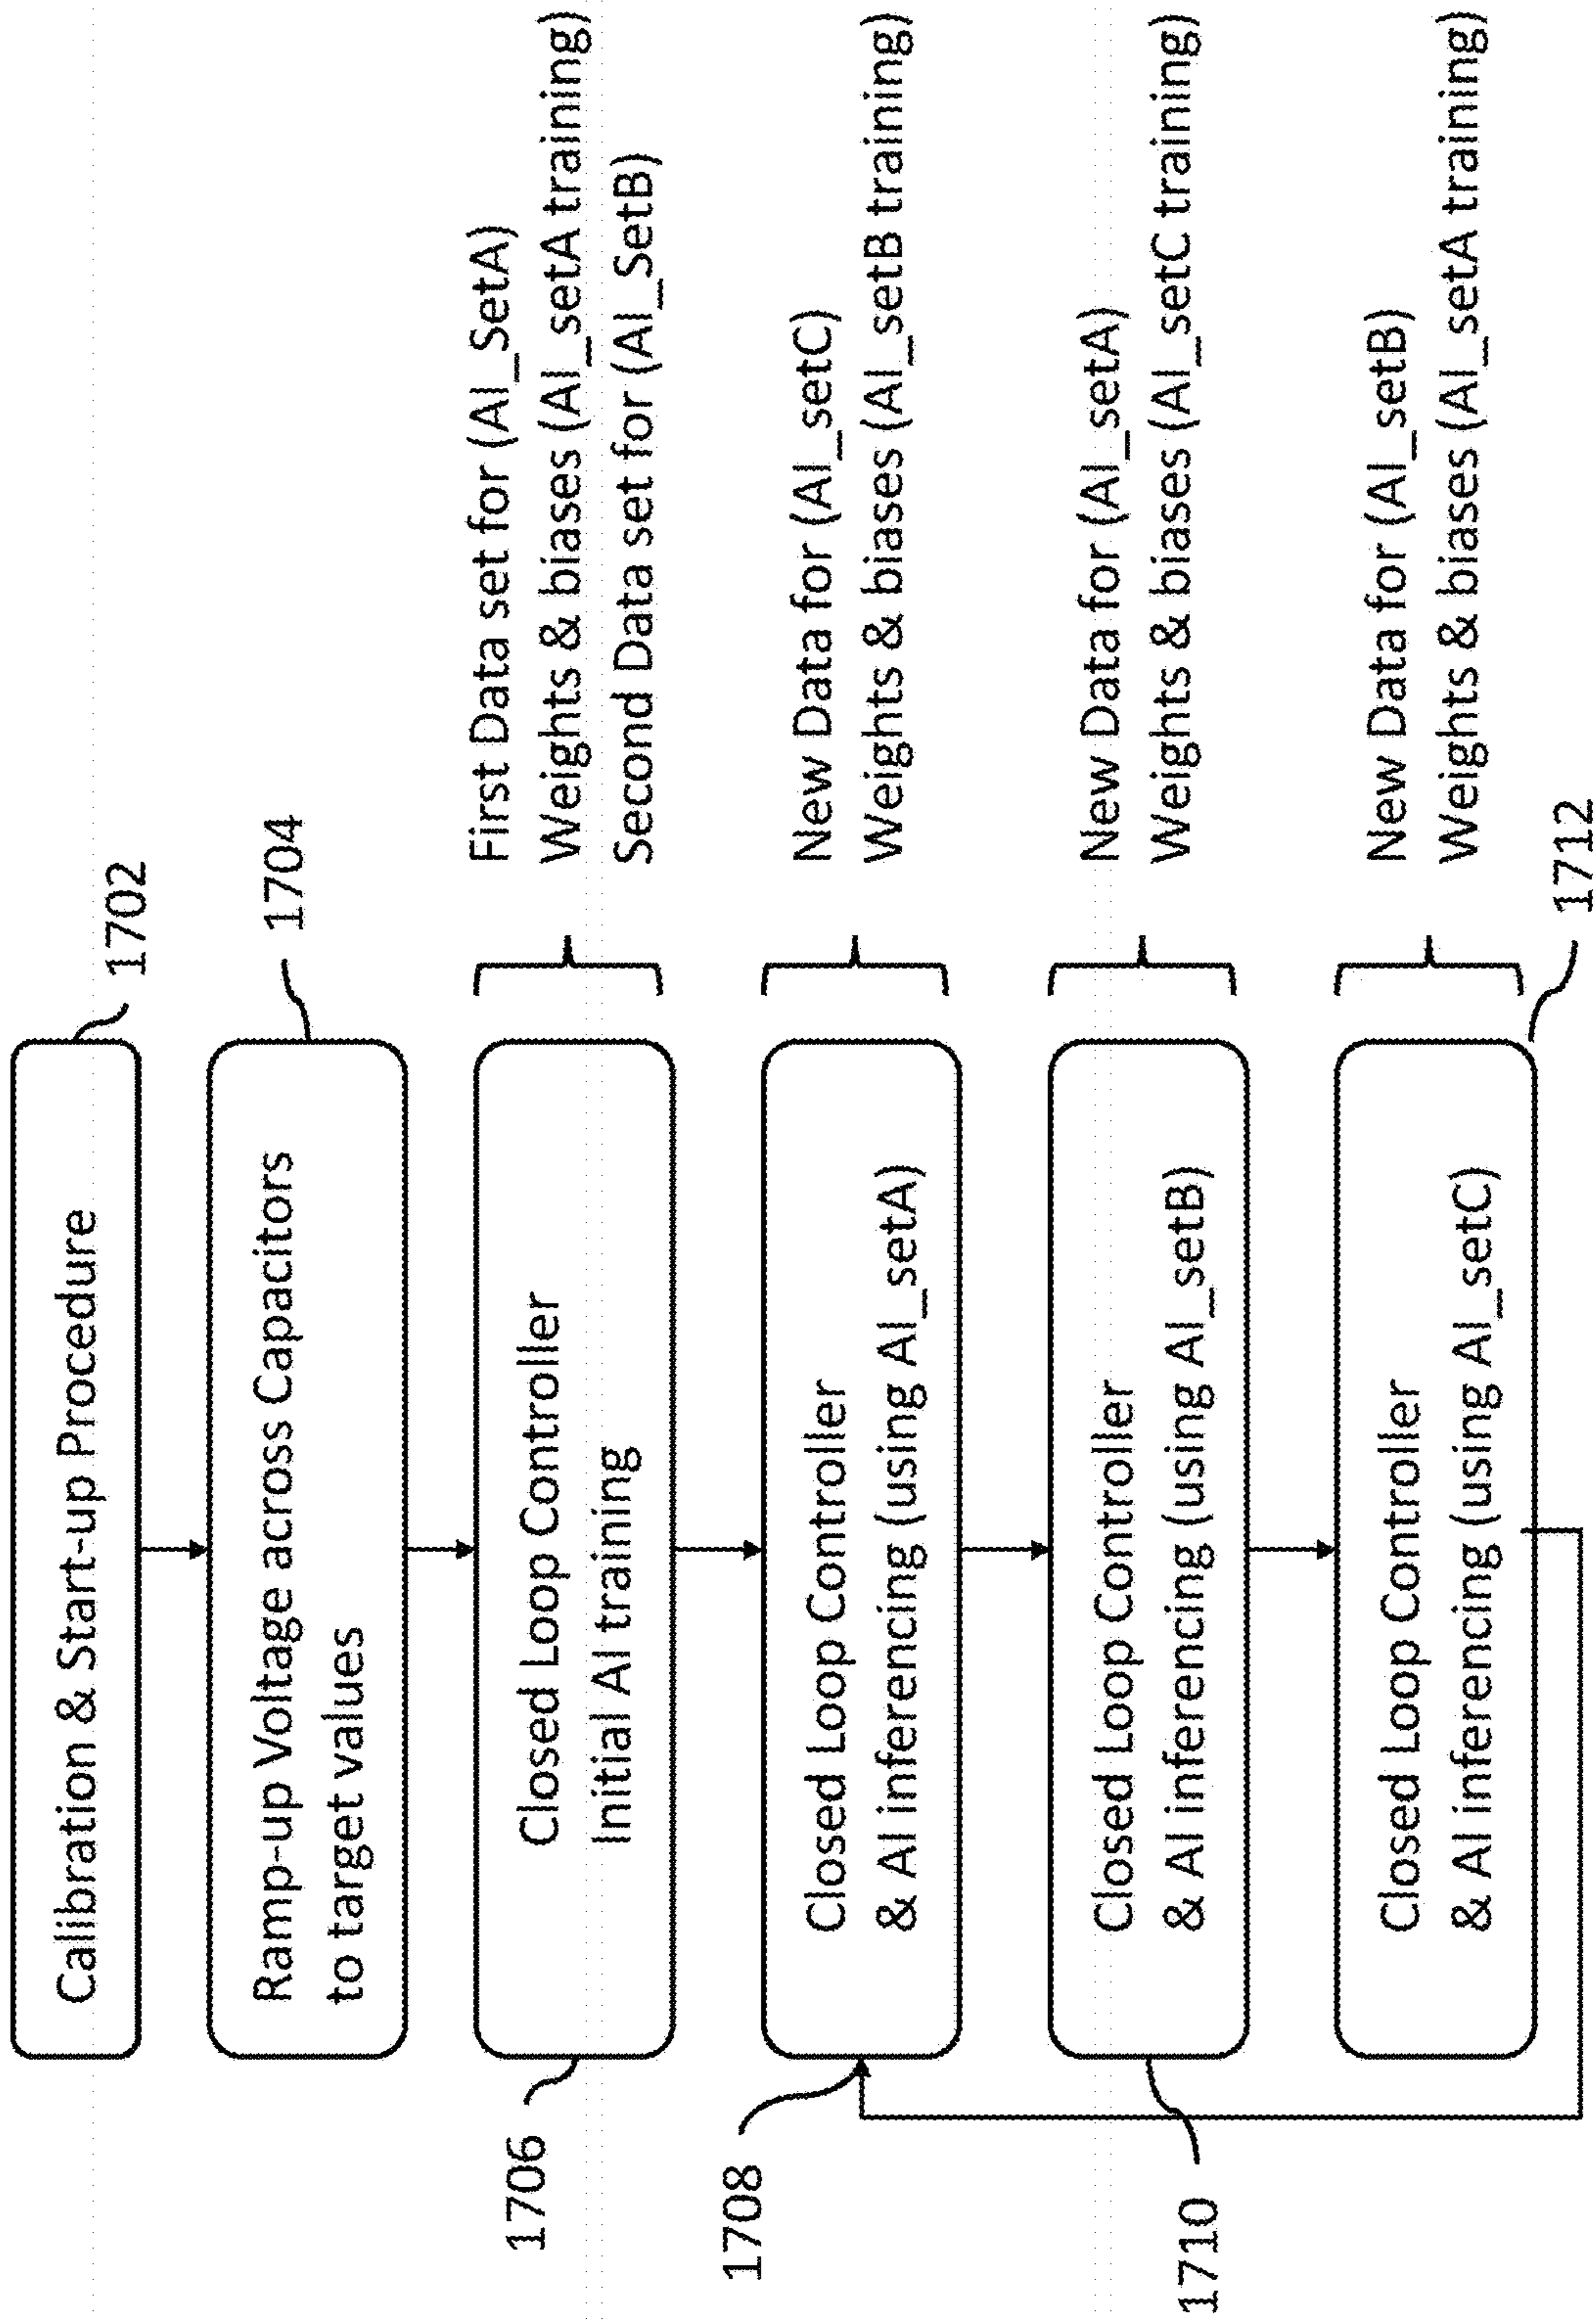 Calibration & Start-up Procedure
1702
Ramp-up Voltage across Capacitors
to target values
1704
1706
Closed Loop Controller
Initial AI training
First Data set for (AI_SetA)
Weights & biases (AI_setA training)
Second Data set for (AI_SetB)
1708
Closed Loop Controller
& AI inferencing (using AI_setA)
New Data for (AI_setC)
Weights & biases (AI_setB training)
1710
Closed Loop Controller
& AI inferencing (using AI_setB)
New Data for (AI_setA)
Weights & biases (AI_setC training)
Closed Loop Controller
& AI inferencing (using AI_setC)
New Data for (AI_setB)
Weights & biases (AI_setA training)
1712